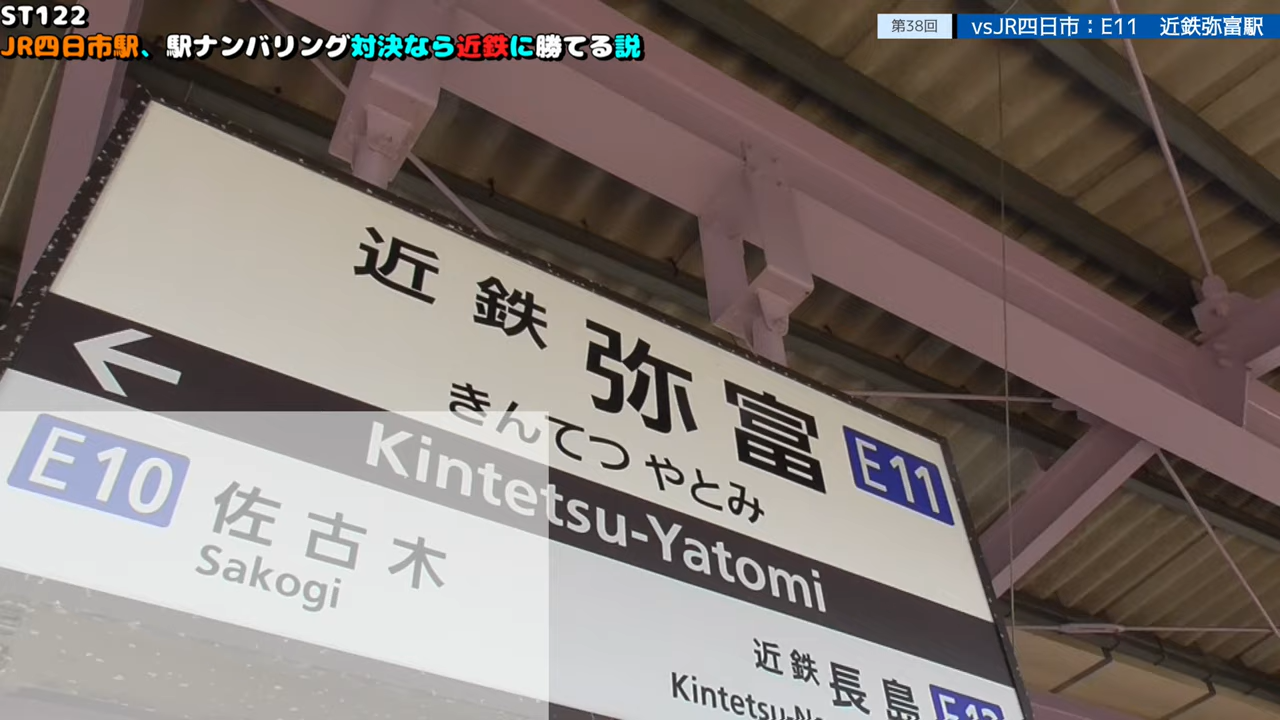 ST122
JR四日市駅、駅ナンバリング対決なら近鉄に勝てる説
第38回
vsJR四日市：E11 近鉄弥富駅
近鉄弥富
E11
きんてつ やとみ
Kintetsu-Yatomi
E10
佐古木
Sakogi
近鉄長島